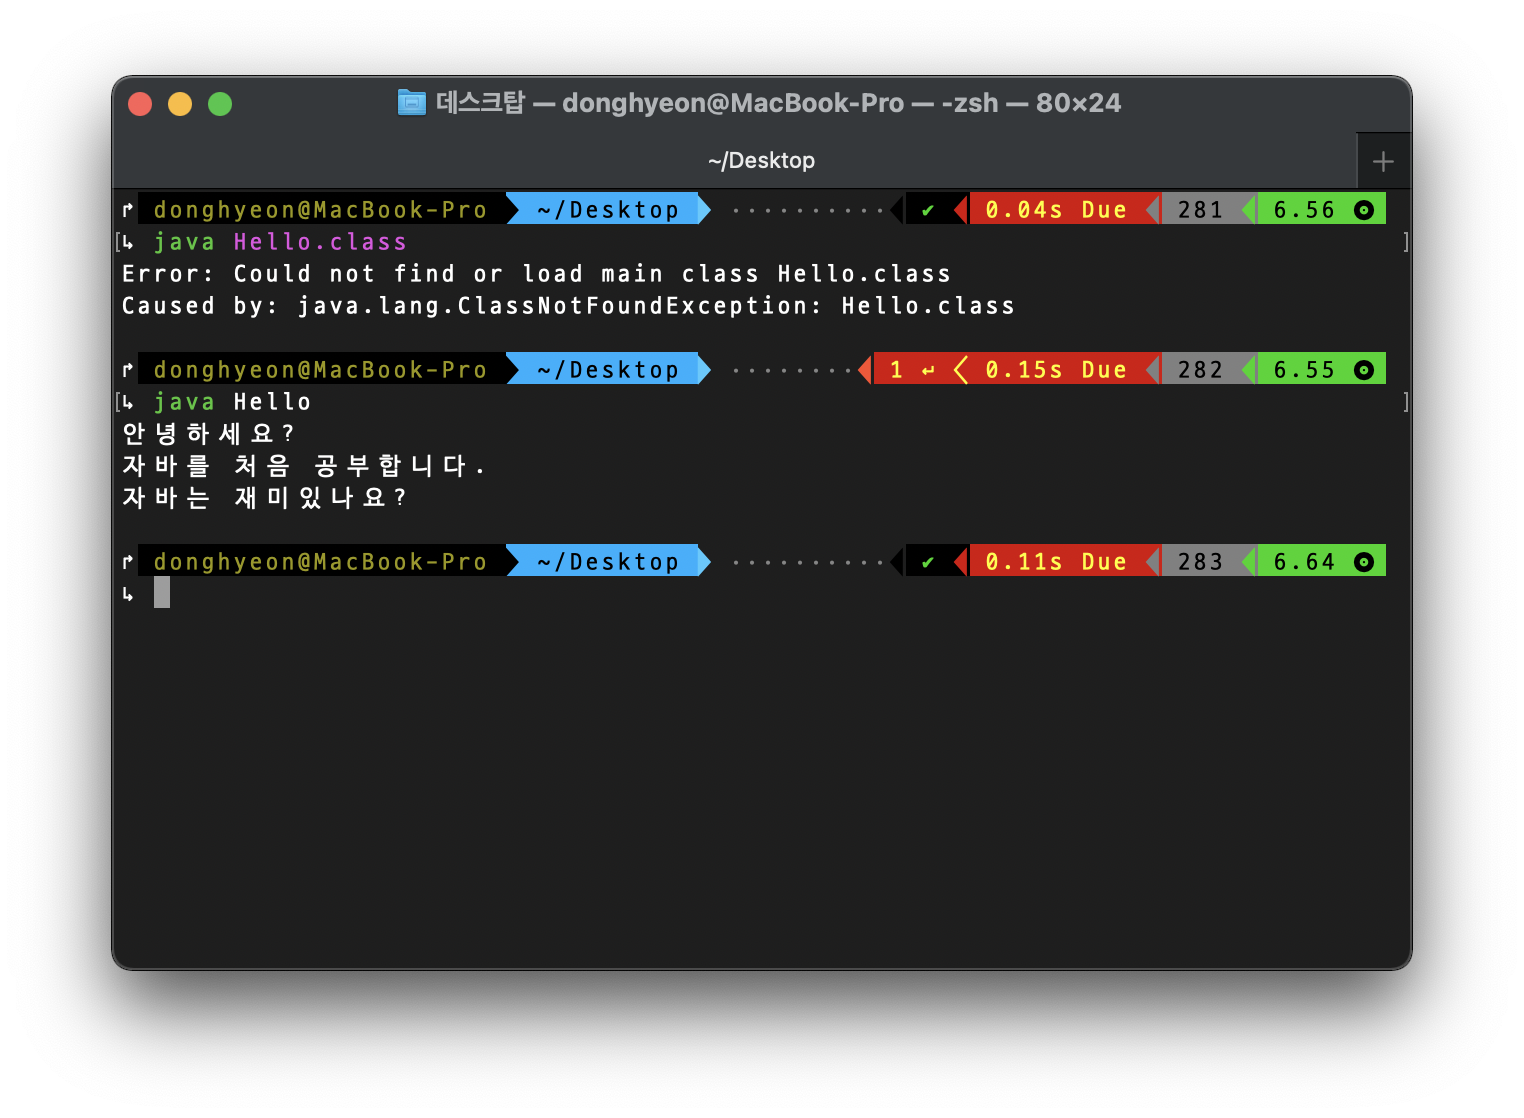 데스크탑 — donghyeon@MacBook-Pro — -zsh — 80×24
~/Desktop
↱ donghyeon@MacBook-Pro ~/Desktop ·········· ✔ 0.04s Due 281 6.56
[↳ java Hello.class ]
Error: Could not find or load main class Hello.class
Caused by: java.lang.ClassNotFoundException: Hello.class
↱ donghyeon@MacBook-Pro ~/Desktop ········ 1 ↵ 0.15s Due 282 6.55
[↳ java Hello ]
안녕하세요?
자바를 처음 공부합니다.
자바는 재미있나요?
↱ donghyeon@MacBook-Pro ~/Desktop ·········· ✔ 0.11s Due 283 6.64
↳